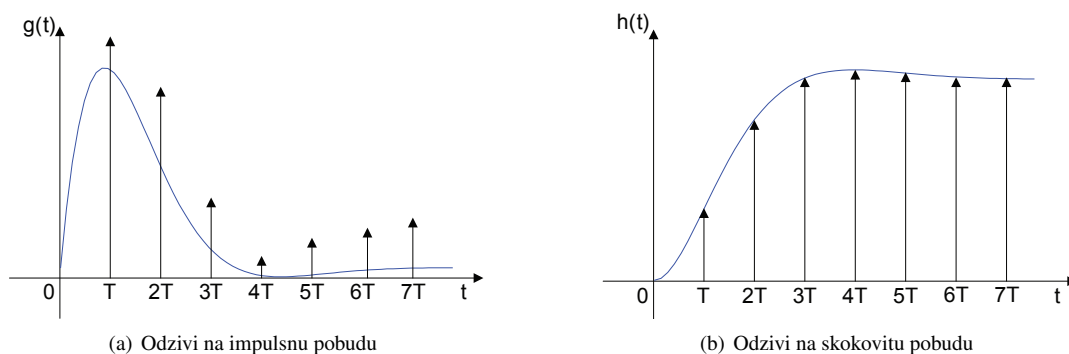 g(t)
0 T 2T 3T 4T 5T 6T 7T t
(a) Odzivi na impulsnu pobudu
h(t)
0 T 2T 3T 4T 5T 6T 7T t
(b) Odzivi na skokovitu pobudu